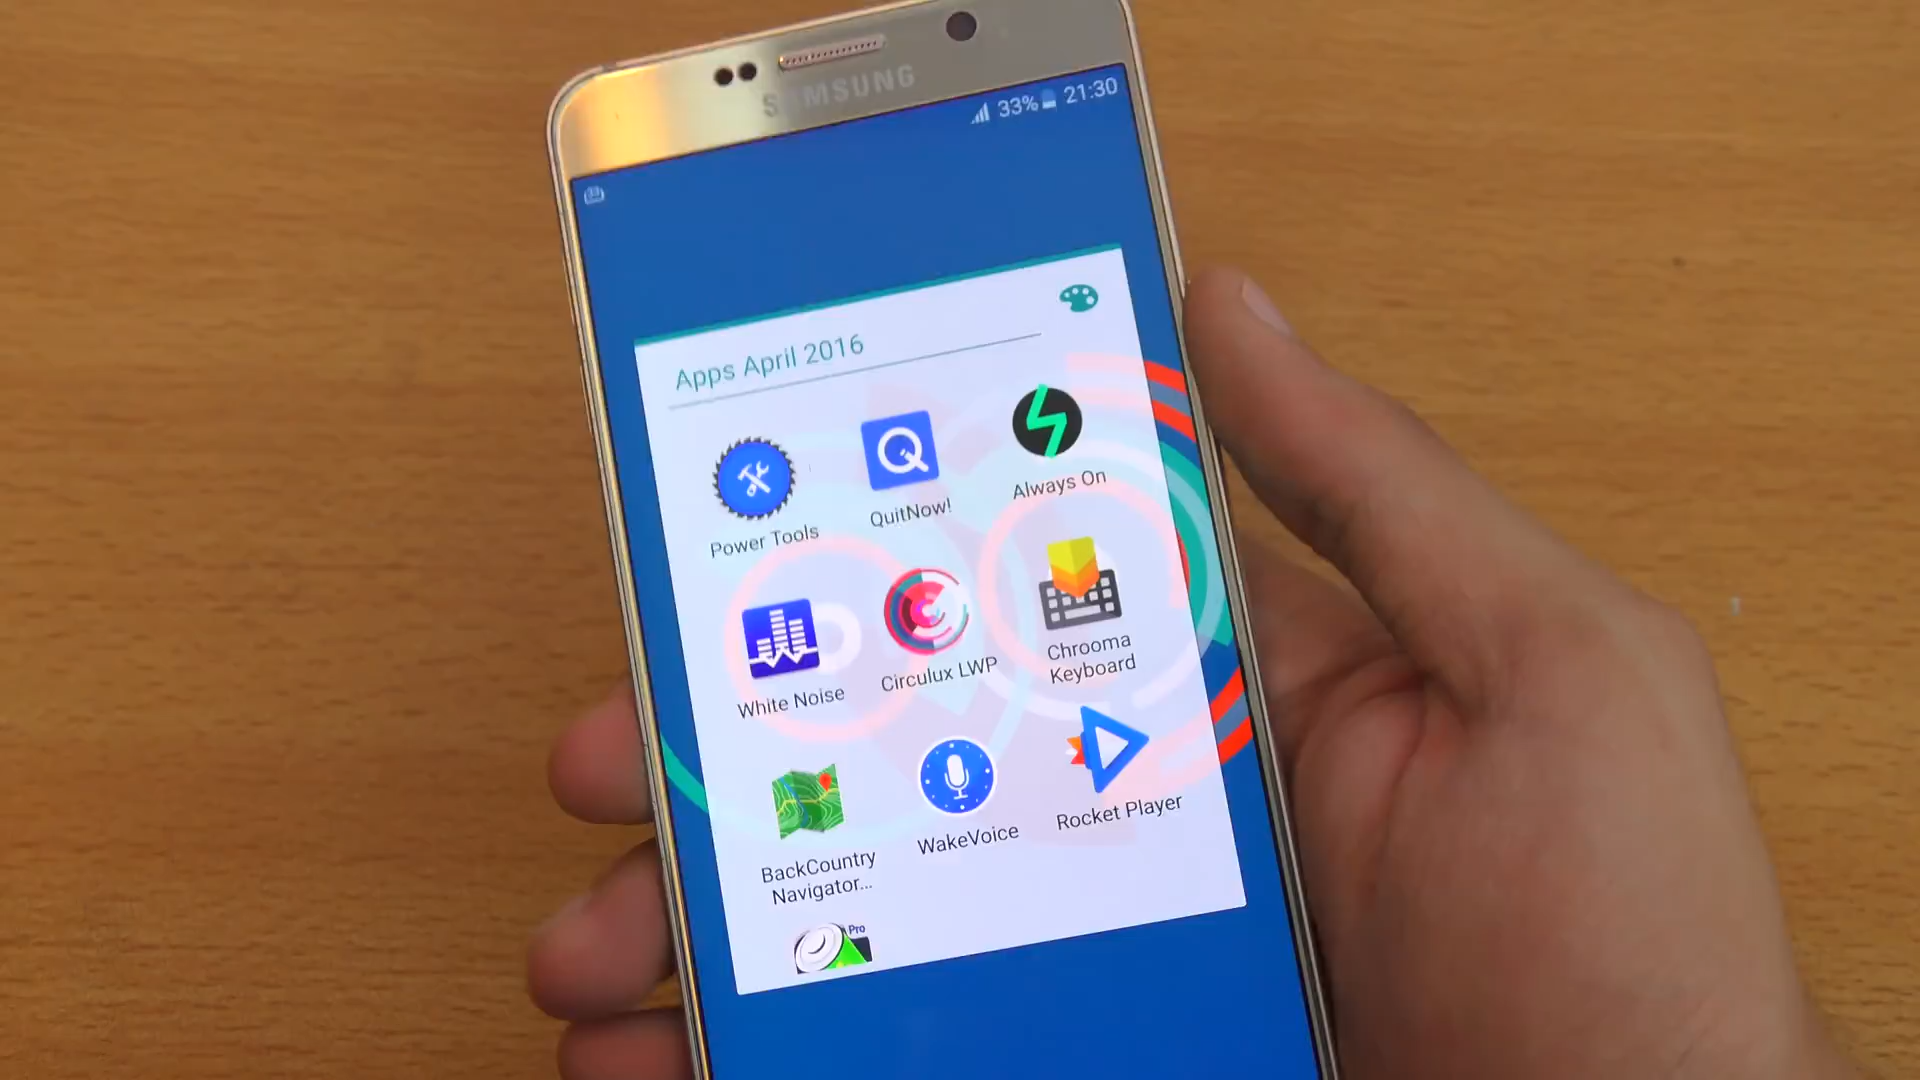 SAMSUNG
33% 21:30
33
Apps April 2016
Power Tools
QuitNow!
Always On
White Noise
Circulux LWP
Chrooma
Keyboard
BackCountry
Navigator...
WakeVoice
Rocket Player
Pro